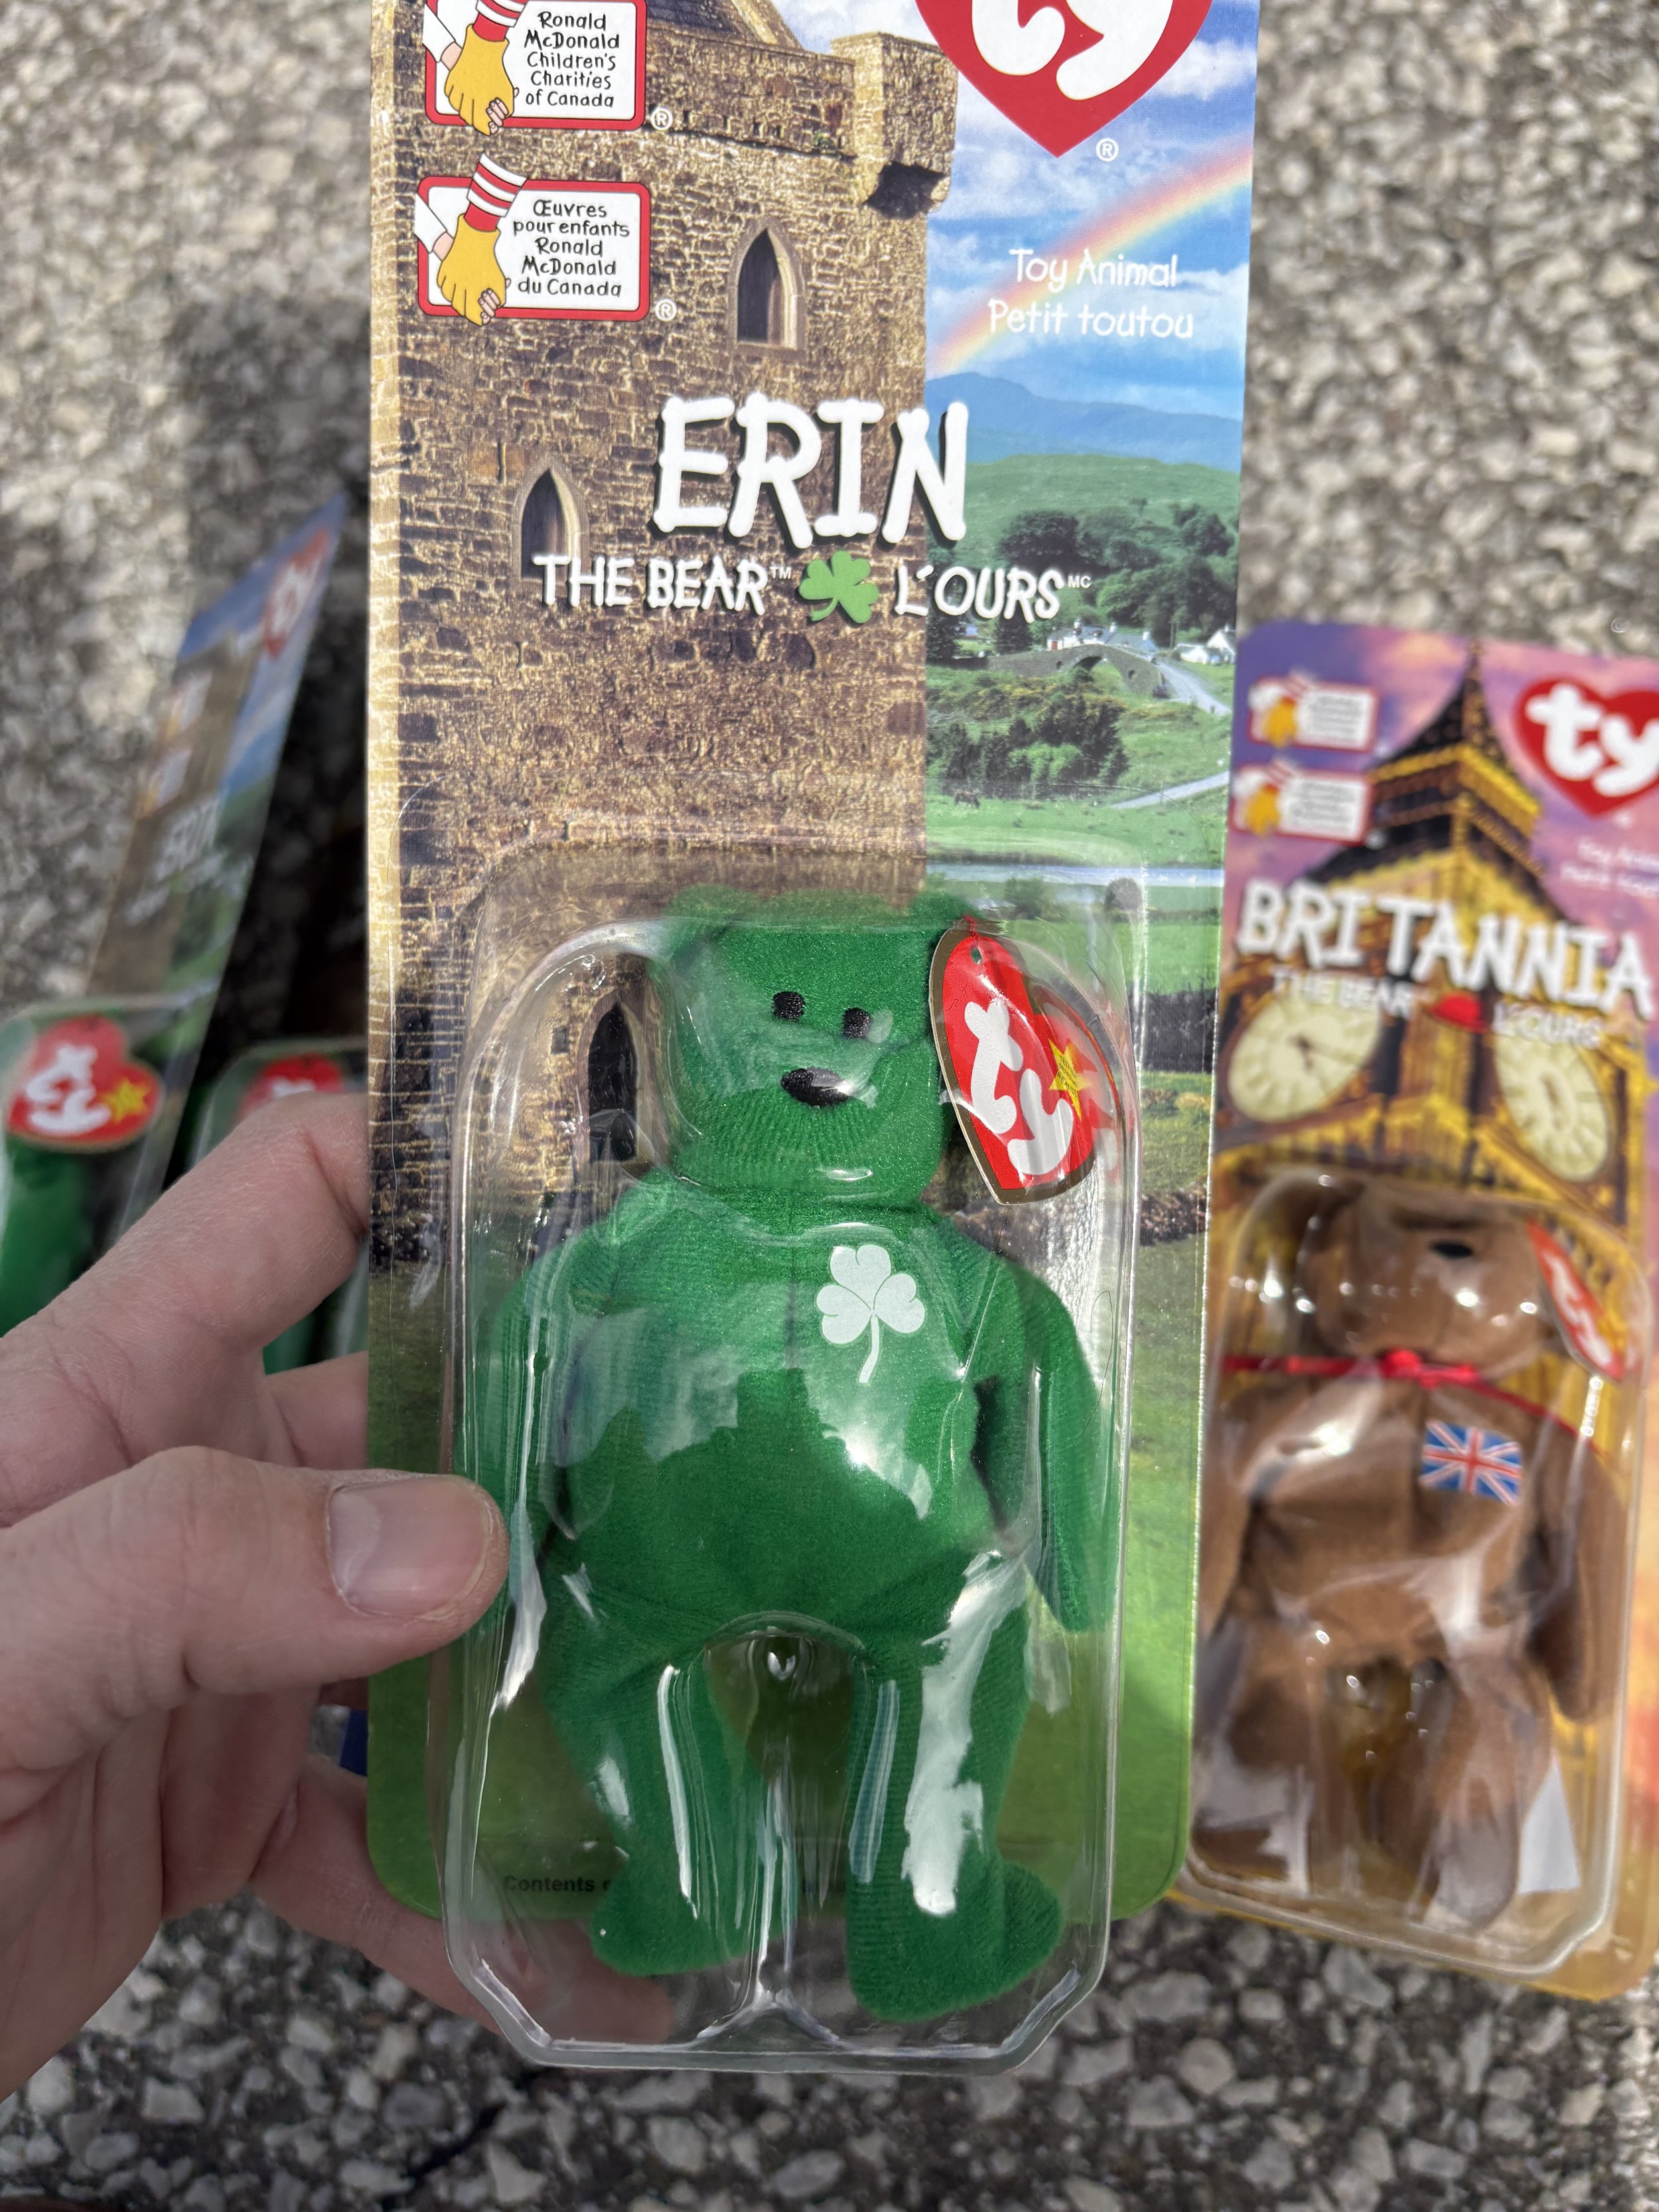 Ronald
McDonald
Children's
Charities
of Canada
®
Œuvres
pour enfants
Ronald
McDonald
du Canada
®
ty
®
Toy Animal
Petit toutou
ERIN
THE BEAR™ L'OURS MC
ty
Contents
ty
BRITANNIA
THE BEAR L'OURS
ty
ty
ty